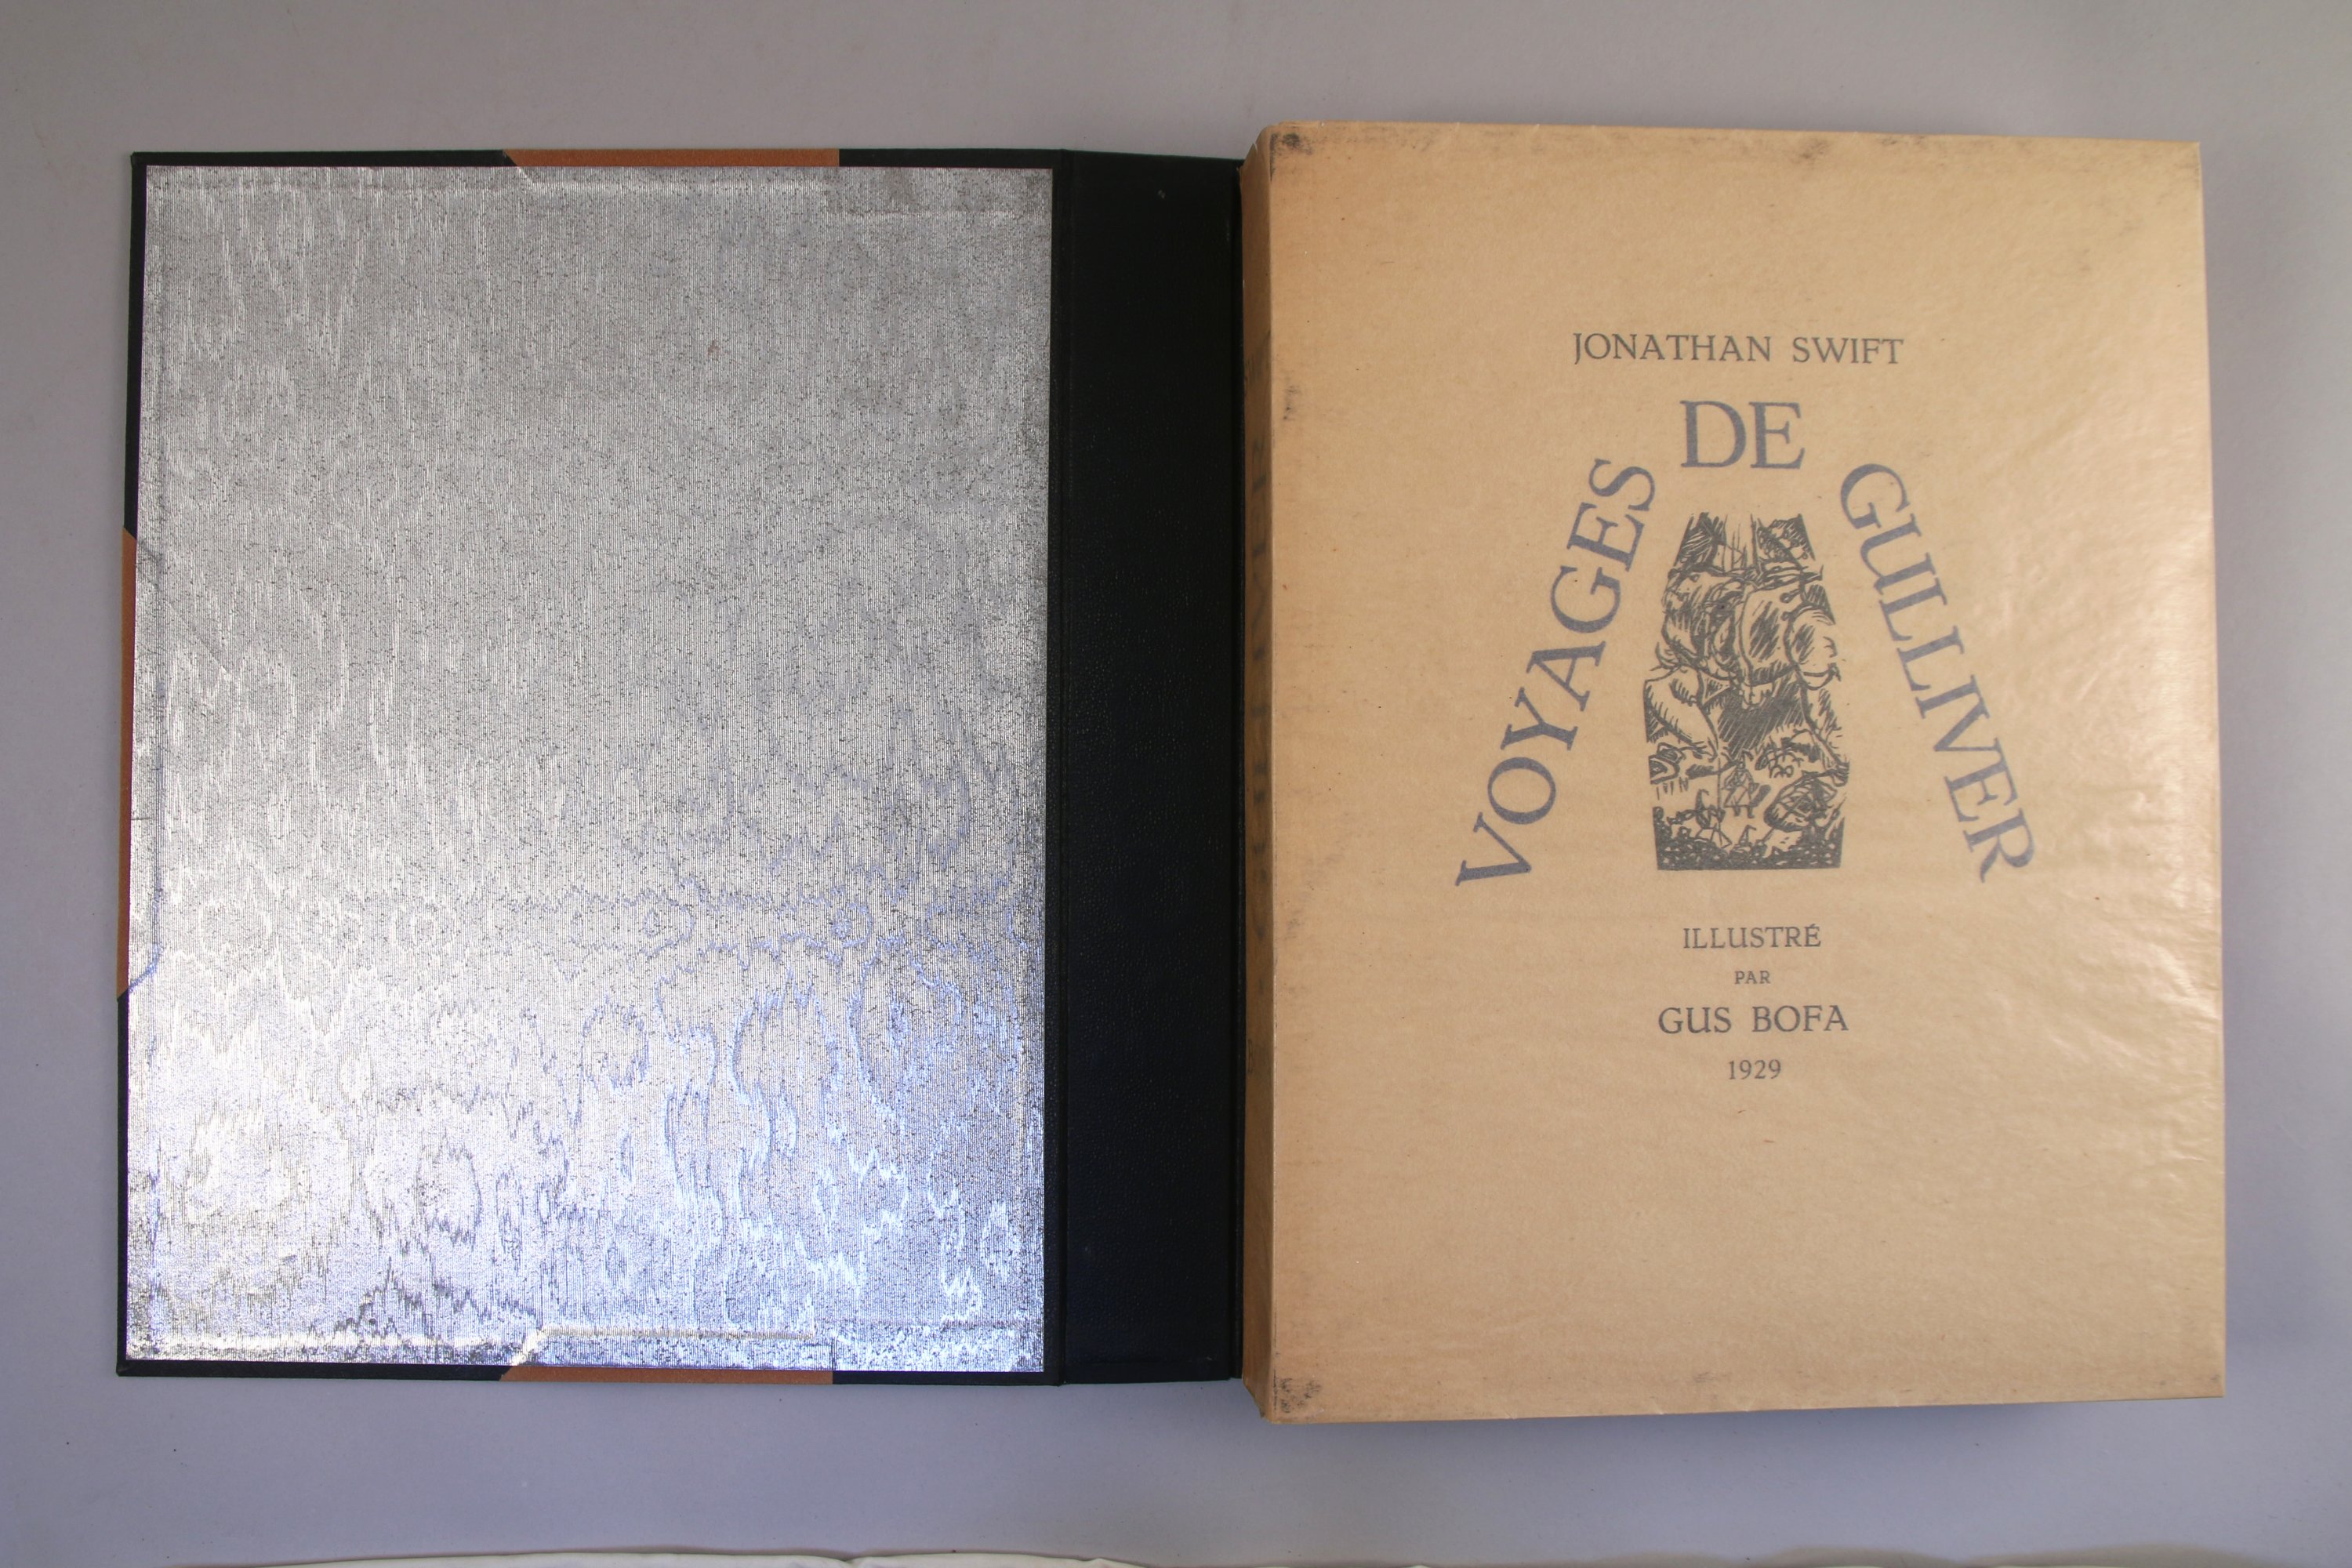 JONATHAN SWIFT
VOYAGES DE GULLIVER
ILLUSTRÉ
PAR
GUS BOFA
1929